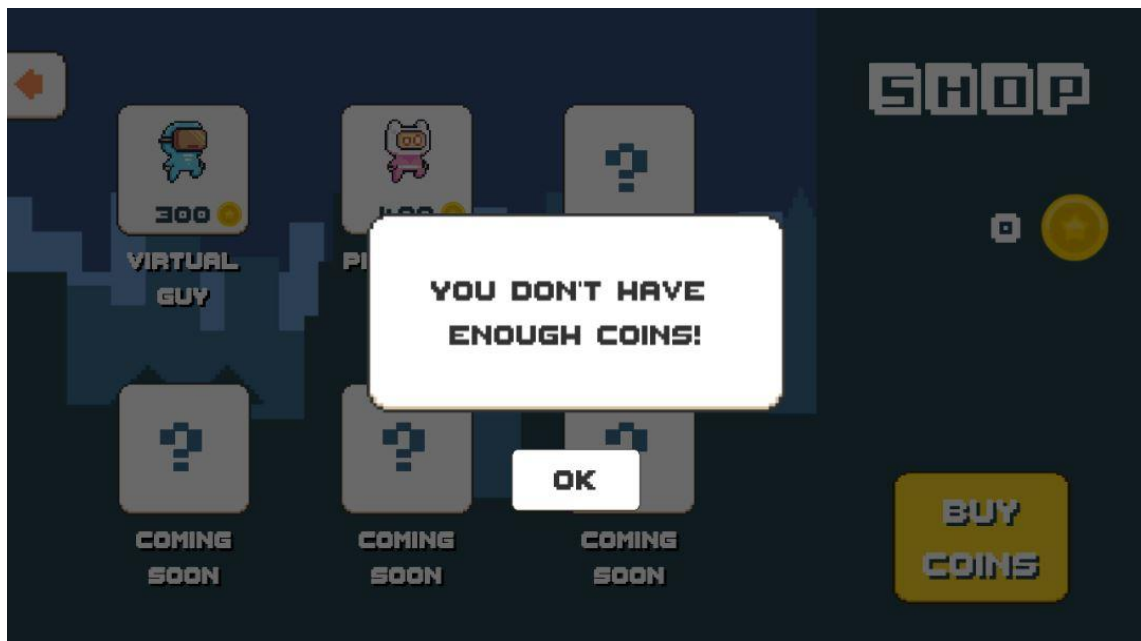 SHOP
300
VIRTUAL
GUY
0
YOU DON'T HAVE
ENOUGH COINS!
OK
?
?
?
COMING
SOON
COMING
SOON
COMING
SOON
BUY
COINS